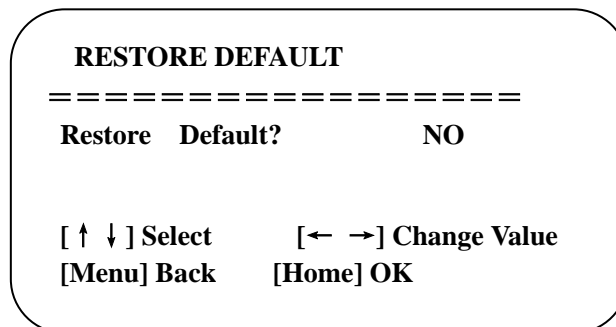 RESTORE DEFAULT
=================
Restore Default? NO
[↑ ↓] Select [← →] Change Value
[Menu] Back [Home] OK